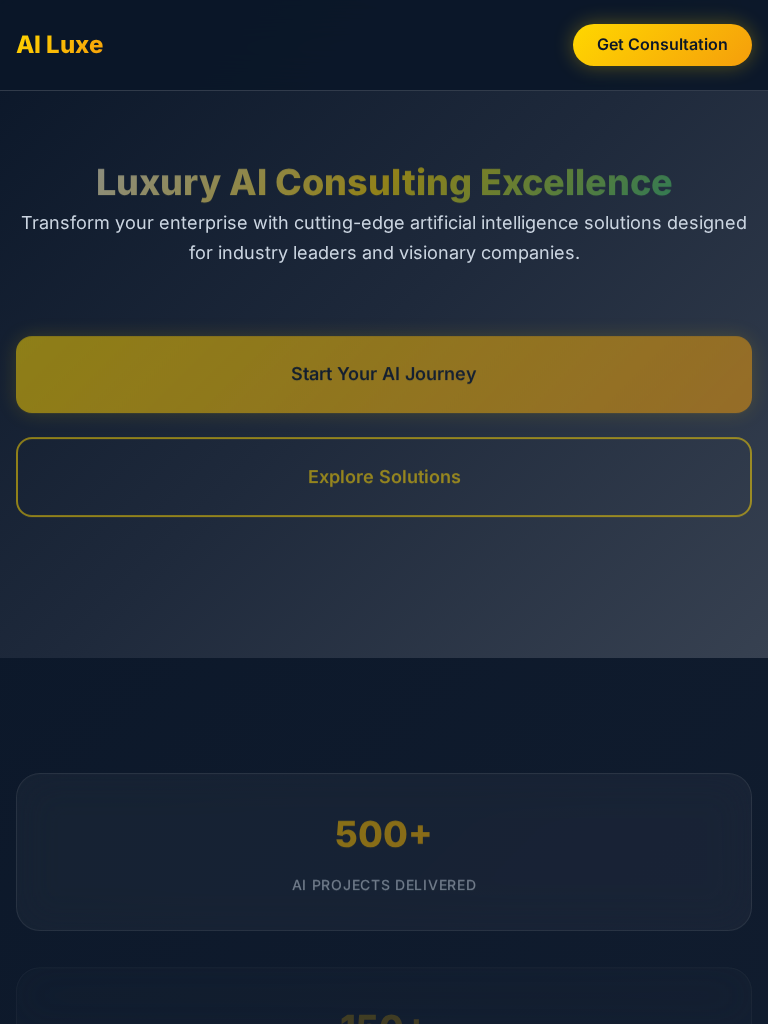 AI Luxe
Get Consultation
Luxury AI Consulting Excellence
Transform your enterprise with cutting-edge artificial intelligence solutions designed
for industry leaders and visionary companies.
Start Your AI Journey
Explore Solutions
500+
AI PROJECTS DELIVERED
150+